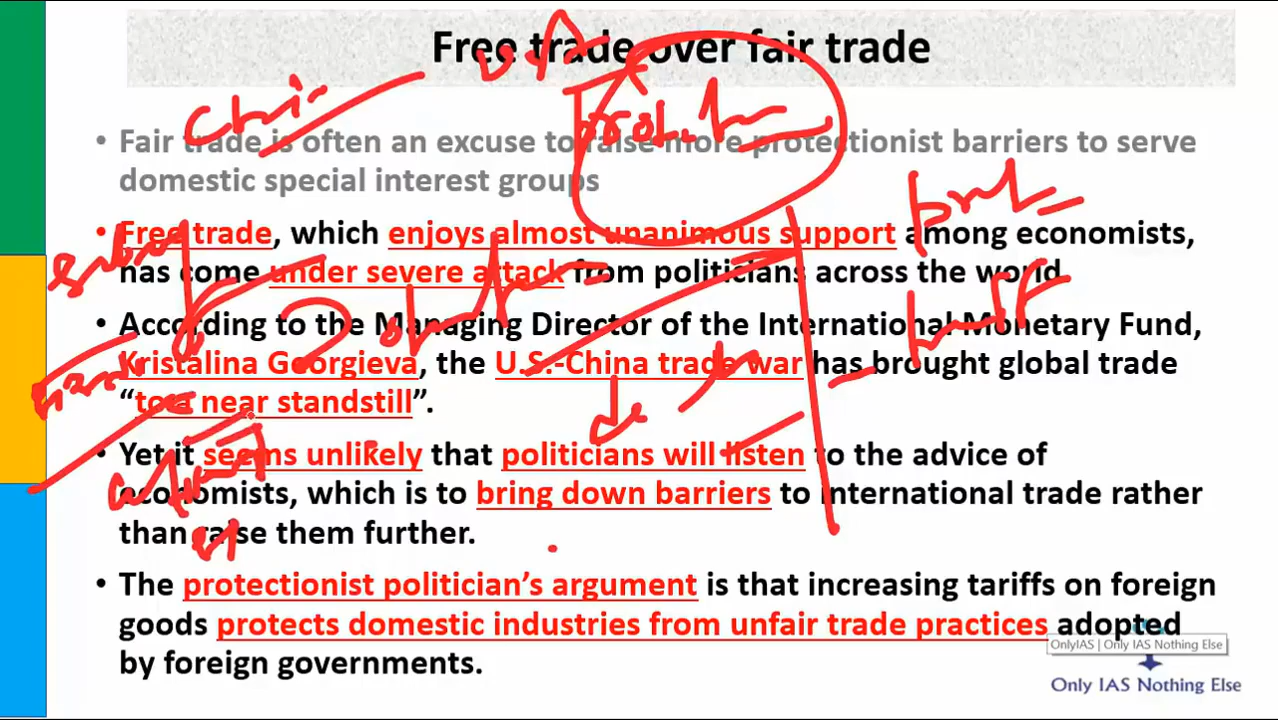 Free trade over fair trade
• Fair trade is often an excuse to raise more protectionist barriers to serve
domestic special interest groups
• Free trade, which enjoys almost unanimous support among economists,
has come under severe attack from politicians across the world
• According to the Managing Director of the International Monetary Fund,
Kristalina Georgieva, the U.S.-China trade war has brought global trade
“to a near standstill”.
• Yet it seems unlikely that politicians will listen to the advice of
economists, which is to bring down barriers to international trade rather
than raise them further.
• The protectionist politician’s argument is that increasing tariffs on foreign
goods protects domestic industries from unfair trade practices adopted
by foreign governments.
OnlyIAS | Only IAS Nothing Else
Only IAS Nothing Else
USA